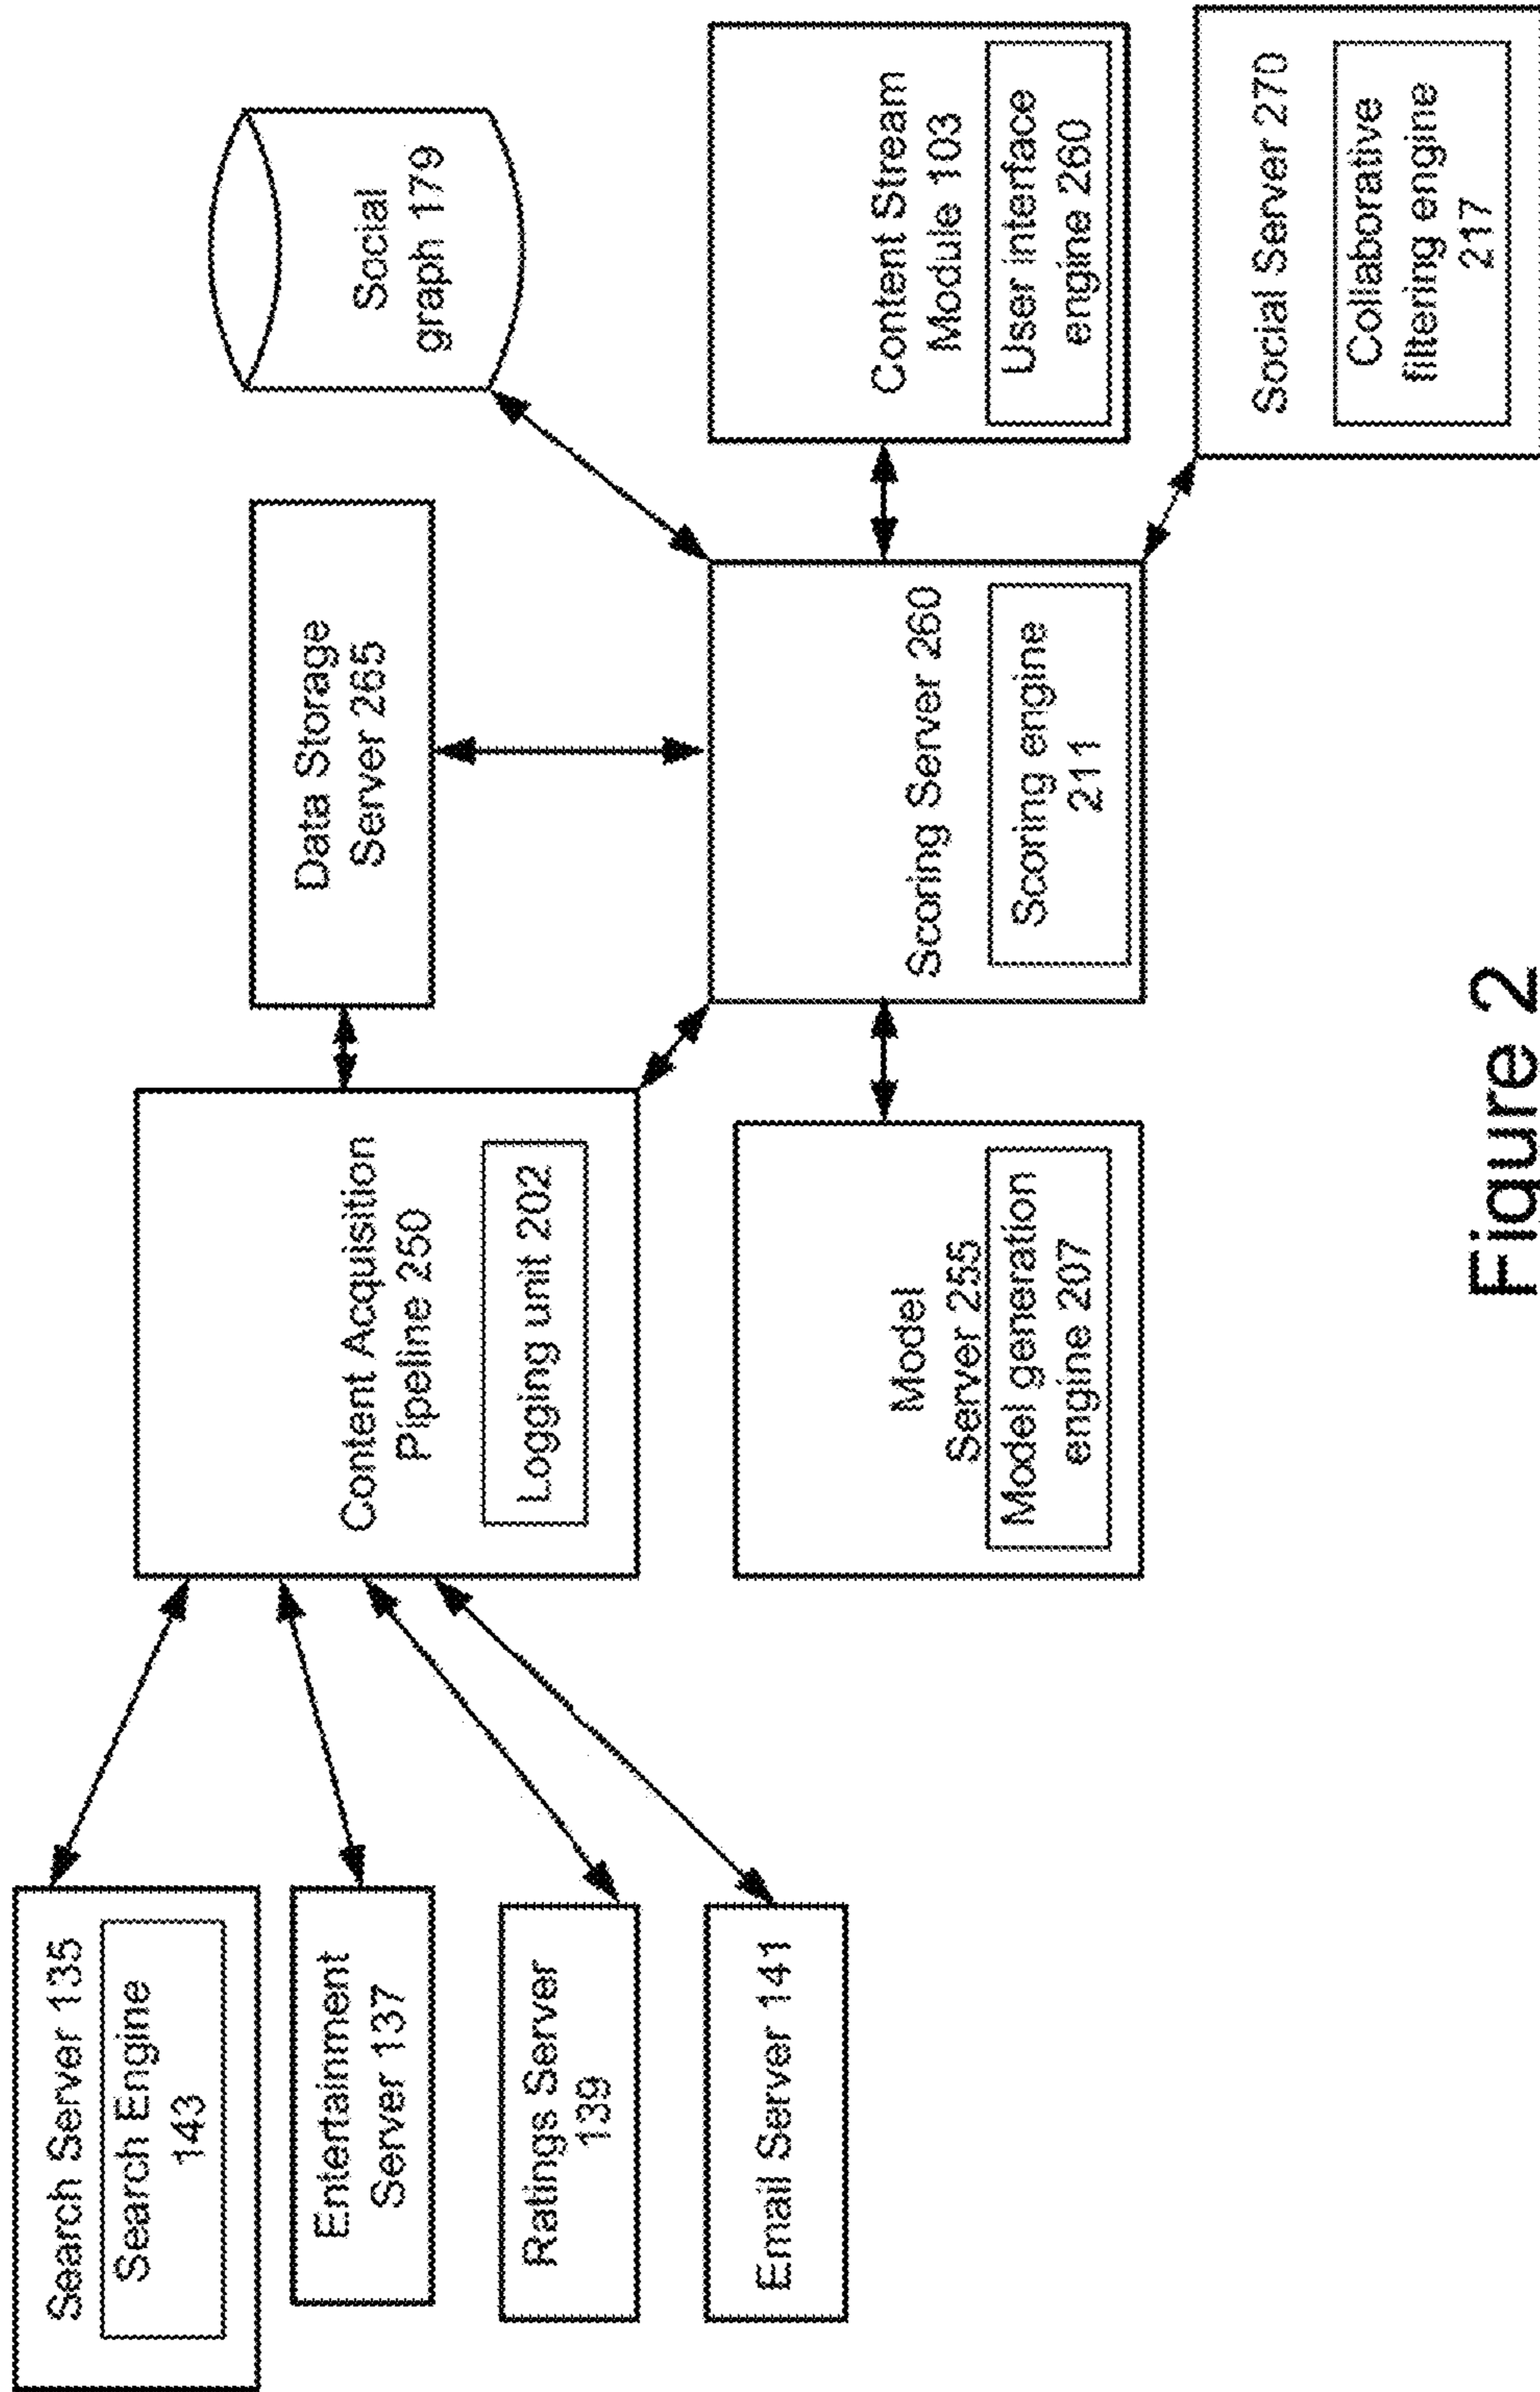 Search Server 135
Search Engine
143
Entertainment
Server 137
Ratings Server
139
Email Server 141
Content Acquisition
Pipeline 250
Logging unit 202
Model
Server 255
Model generation
engine 207
Data Storage
Server 265
Scoring Server 260
Scoring engine
211
Social
graph 179
Content Stream
Module 103
User interface
engine 260
Social Server 270
Collaborative
filtering engine
217
Figure 2